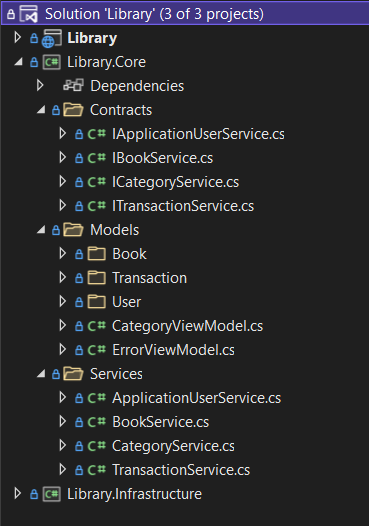 Solution 'Library' (3 of 3 projects)
Library
Library.Core
Dependencies
Contracts
IApplicationUserService.cs
IBookService.cs
ICategoryService.cs
ITransactionService.cs
Models
Book
Transaction
User
CategoryViewModel.cs
ErrorViewModel.cs
Services
ApplicationUserService.cs
BookService.cs
CategoryService.cs
TransactionService.cs
Library.Infrastructure